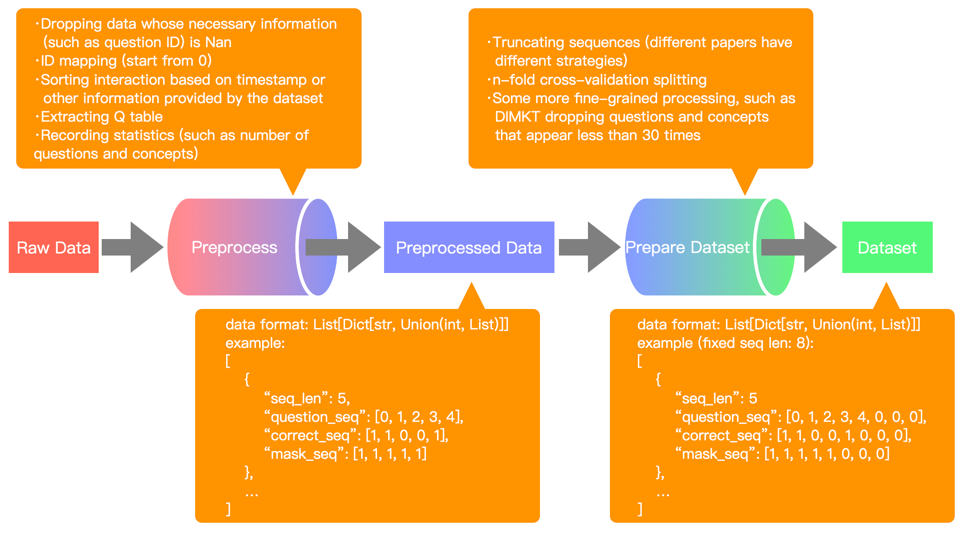 ·Dropping data whose necessary information
(such as question ID) is Nan
·ID mapping (start from 0)
·Sorting interaction based on timestamp or
other information provided by the dataset
·Extracting Q table
·Recording statistics (such as number of
questions and concepts)
·Truncating sequences (different papers have
different strategies)
·n-fold cross-validation splitting
·Some more fine-grained processing, such as
DIMKT dropping questions and concepts
that appear less than 30 times
Raw Data
Preprocess
Preprocessed Data
Prepare Dataset
Dataset
data format: List[Dict[str, Union(int, List)]]
example:
[
{
“seq_len”: 5,
“question_seq”: [0, 1, 2, 3, 4],
“correct_seq”: [1, 1, 0, 0, 1],
“mask_seq”: [1, 1, 1, 1, 1]
},
...
]
data format: List[Dict[str, Union(int, List)]]
example (fixed seq len: 8):
[
{
“seq_len”: 5
“question_seq”: [0, 1, 2, 3, 4, 0, 0, 0],
“correct_seq”: [1, 1, 0, 0, 1, 0, 0, 0],
“mask_seq”: [1, 1, 1, 1, 1, 0, 0, 0]
},
...
]